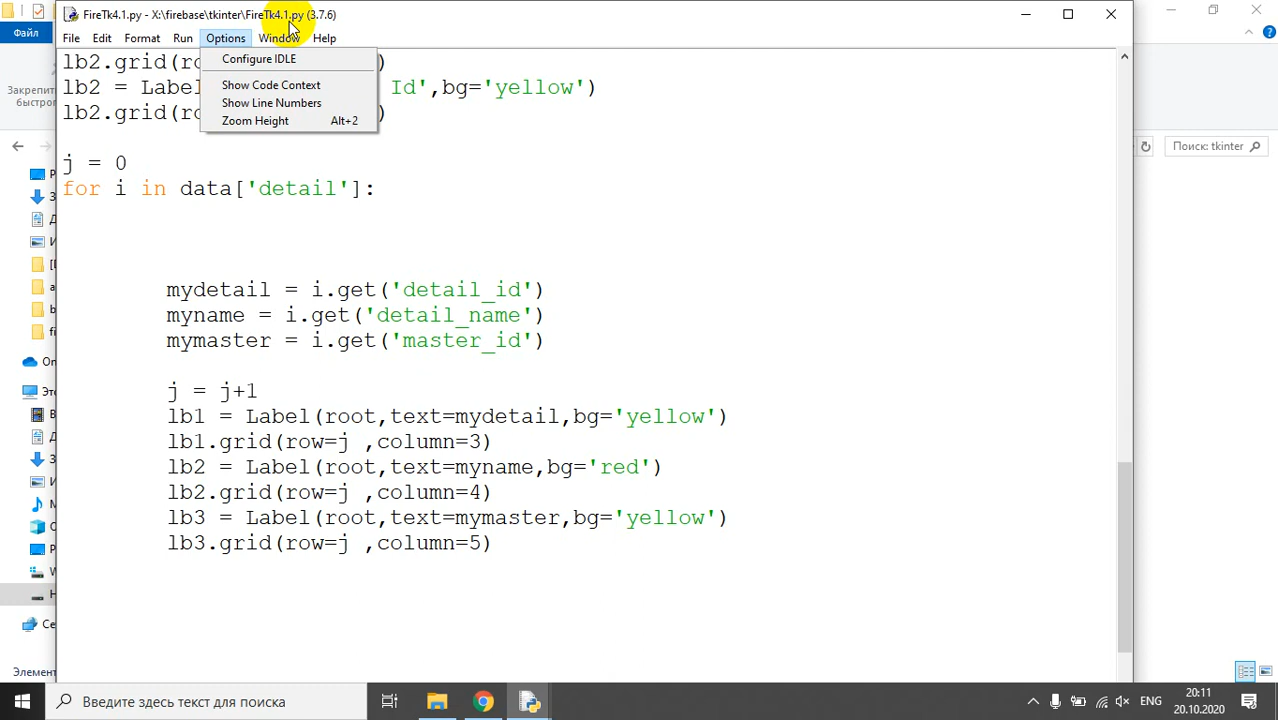 FireTk4.1.py - X:\firebase\tkinter\FireTk4.1.py (3.7.6)
Файл
File Edit Format Run Options Window Help
Configure IDLE
Show Code Context
Show Line Numbers
Zoom Height Alt+2
lb2.grid(ro )
lb2 = Label Id',bg='yellow')
lb2.grid(ro )
j = 0
for i in data['detail']:
mydetail = i.get('detail_id')
myname = i.get('detail_name')
mymaster = i.get('master_id')
j = j+1
lb1 = Label(root,text=mydetail,bg='yellow')
lb1.grid(row=j ,column=3)
lb2 = Label(root,text=myname,bg='red')
lb2.grid(row=j ,column=4)
lb3 = Label(root,text=mymaster,bg='yellow')
lb3.grid(row=j ,column=5)
Закрепить
быстрог
Поиск: tkinter
On
Это
Се
Элемент
Введите здесь текст для поиска
ENG
20:11
20.10.2020